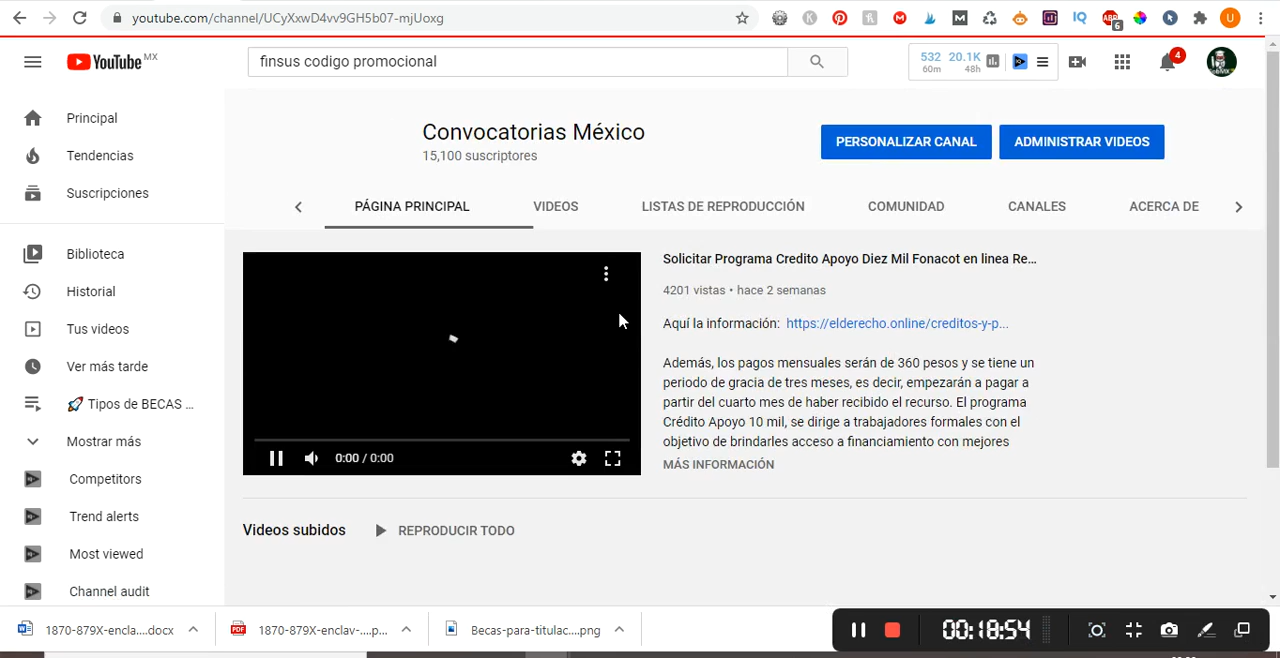 youtube.com/channel/UCyXxwD4vv9GH5b07-mjUoxg
6
U
YouTube MX
finsus codigo promocional
532 20.1K
60m 48h
4
Principal
Tendencias
Suscripciones
Biblioteca
Historial
Tus videos
Ver más tarde
Tipos de BECAS ...
Mostrar más
Competitors
Trend alerts
Most viewed
Channel audit
Convocatorias México
15,100 suscriptores
PERSONALIZAR CANAL
ADMINISTRAR VIDEOS
PÁGINA PRINCIPAL
VIDEOS
LISTAS DE REPRODUCCIÓN
COMUNIDAD
CANALES
ACERCA DE
0:00 / 0:00
Solicitar Programa Credito Apoyo Diez Mil Fonacot en linea Re...
4201 vistas • hace 2 semanas
Aquí la información: https://elderecho.online/creditos-y-p...
Además, los pagos mensuales serán de 360 pesos y se tiene un
periodo de gracia de tres meses, es decir, empezarán a pagar a
partir del cuarto mes de haber recibido el recurso. El programa
Crédito Apoyo 10 mil, se dirige a trabajadores formales con el
objetivo de brindarles acceso a financiamiento con mejores
MÁS INFORMACIÓN
Videos subidos
REPRODUCIR TODO
1870-879X-encla....docx
1870-879X-enclav-....p...
Becas-para-titulac....png
00:18:54